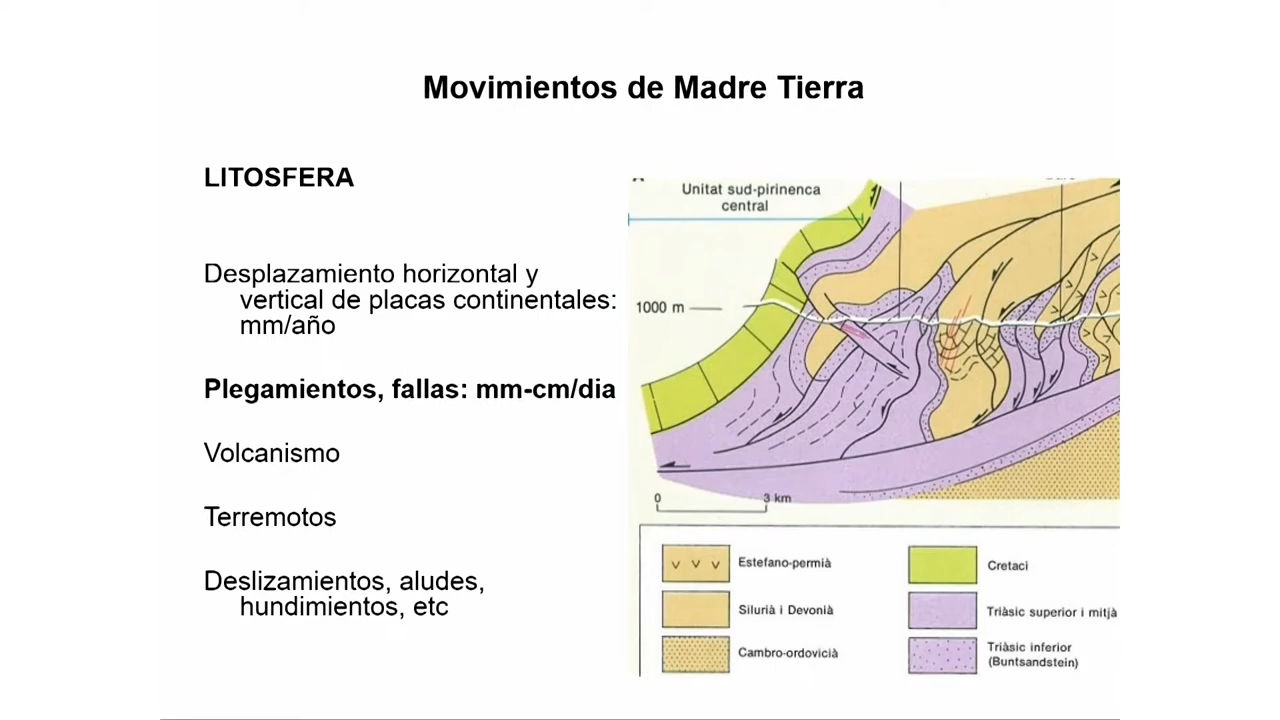 Movimientos de Madre Tierra
LITOSFERA
Desplazamiento horizontal y
vertical de placas continentales:
mm/año
Plegamientos, fallas: mm-cm/dia
Volcanismo
Terremotos
Deslizamientos, aludes,
hundimientos, etc
Unitat sud-pirinenca
central
1000 m
0
3 km
Estefano-permià
Silurià i Devonià
Cambro-ordovicià
Cretaci
Triàsic superior i mitjà
Triàsic inferior
(Buntsandstein)